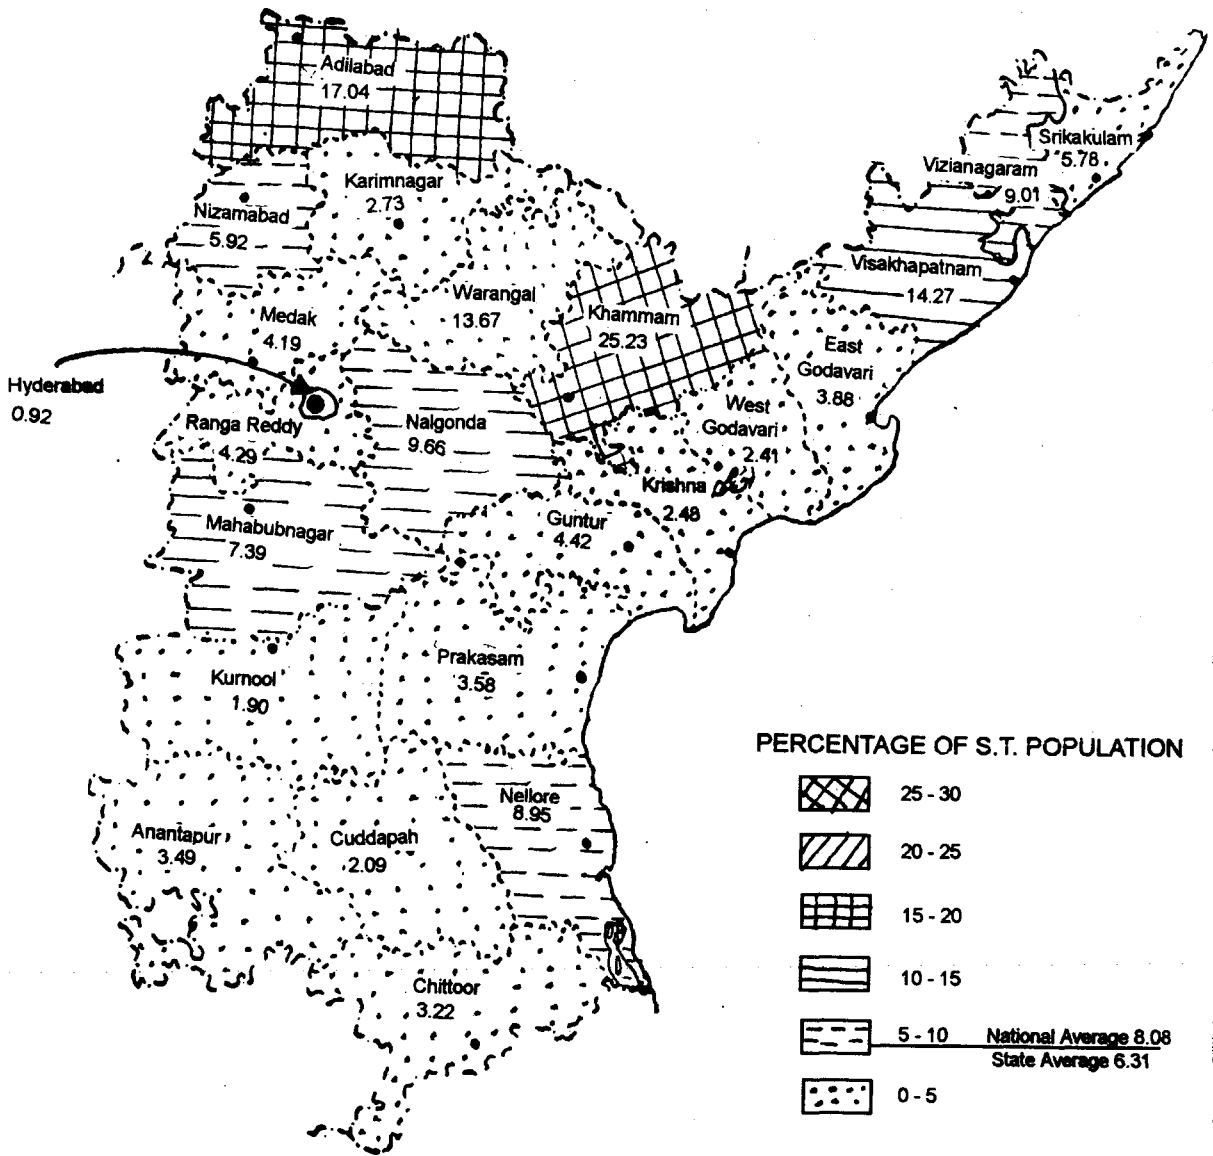 Adilabad
17.04
Karimnagar
2.73
Nizamabad
5.92
Srikakulam
5.78
Vizianagaram
9.01
Visakhapatnam
14.27
Warangal
13.67
Khammam
25.23
Medak
4.19
East
Godavari
3.88
Hyderabad
0.92
Ranga Reddy
4.29
Nalgonda
9.66
West
Godavari
2.41
Krishna
2.48
Mahabubnagar
7.39
Guntur
4.42
Kurnool
1.90
Prakasam
3.58
Nellore
8.95
Anantapur
3.49
Cuddapah
2.09
Chittoor
3.22
PERCENTAGE OF S.T. POPULATION
25 - 30
20 - 25
15 - 20
10 - 15
5 - 10 National Average 8.08
State Average 6.31
0 - 5